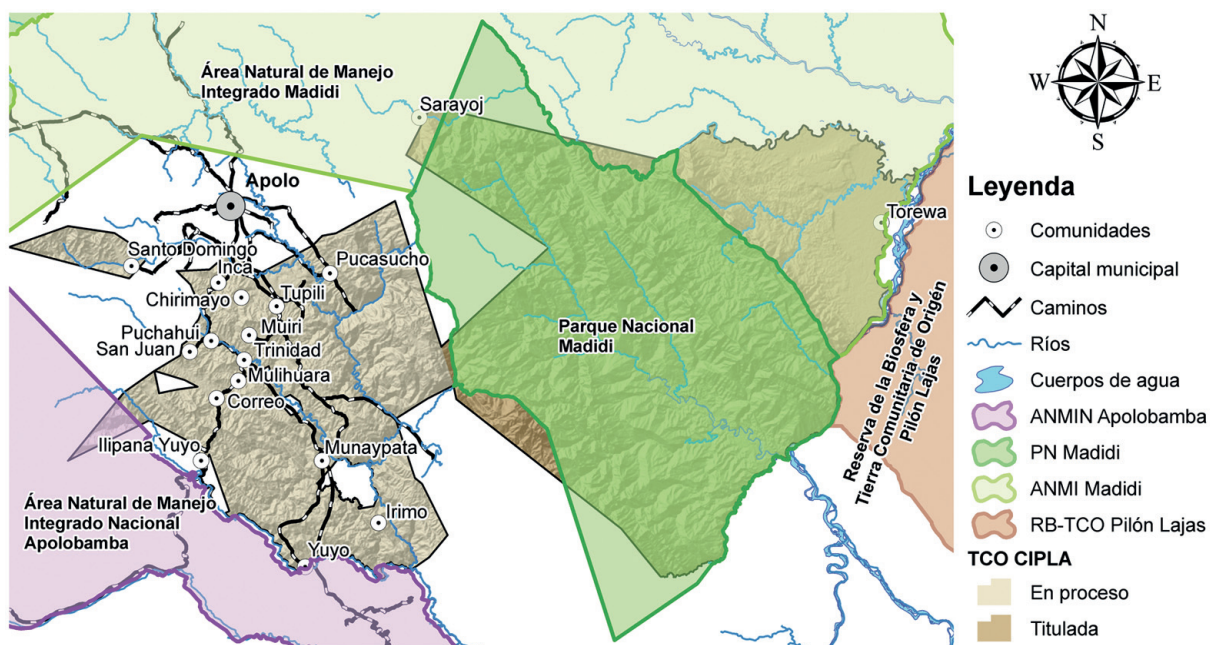 Área Natural de Manejo
Integrado Madidi
Sarayoj
Apolo
Torewa
Santo Domingo
Pucasucho
Inca
Chirimayo
Tupili
Puchahuí
Muiri
San Juan
Trinidad
Mulihuara
Correo
Parque Nacional
Madidi
Ilipana Yuyo
Munaypata
Irimo
Yuyo
Área Natural de Manejo
Integrado Nacional
Apolobamba
Reserva de la Biosfera y
Tierra Comunitaria de Origén
Pilón Lajas
N
W
E
S
Leyenda
Comunidades
Capital municipal
Caminos
Ríos
Cuerpos de agua
ANMIN Apolobamba
PN Madidi
ANMI Madidi
RB-TCO Pilón Lajas
TCO CIPLA
En proceso
Titulada